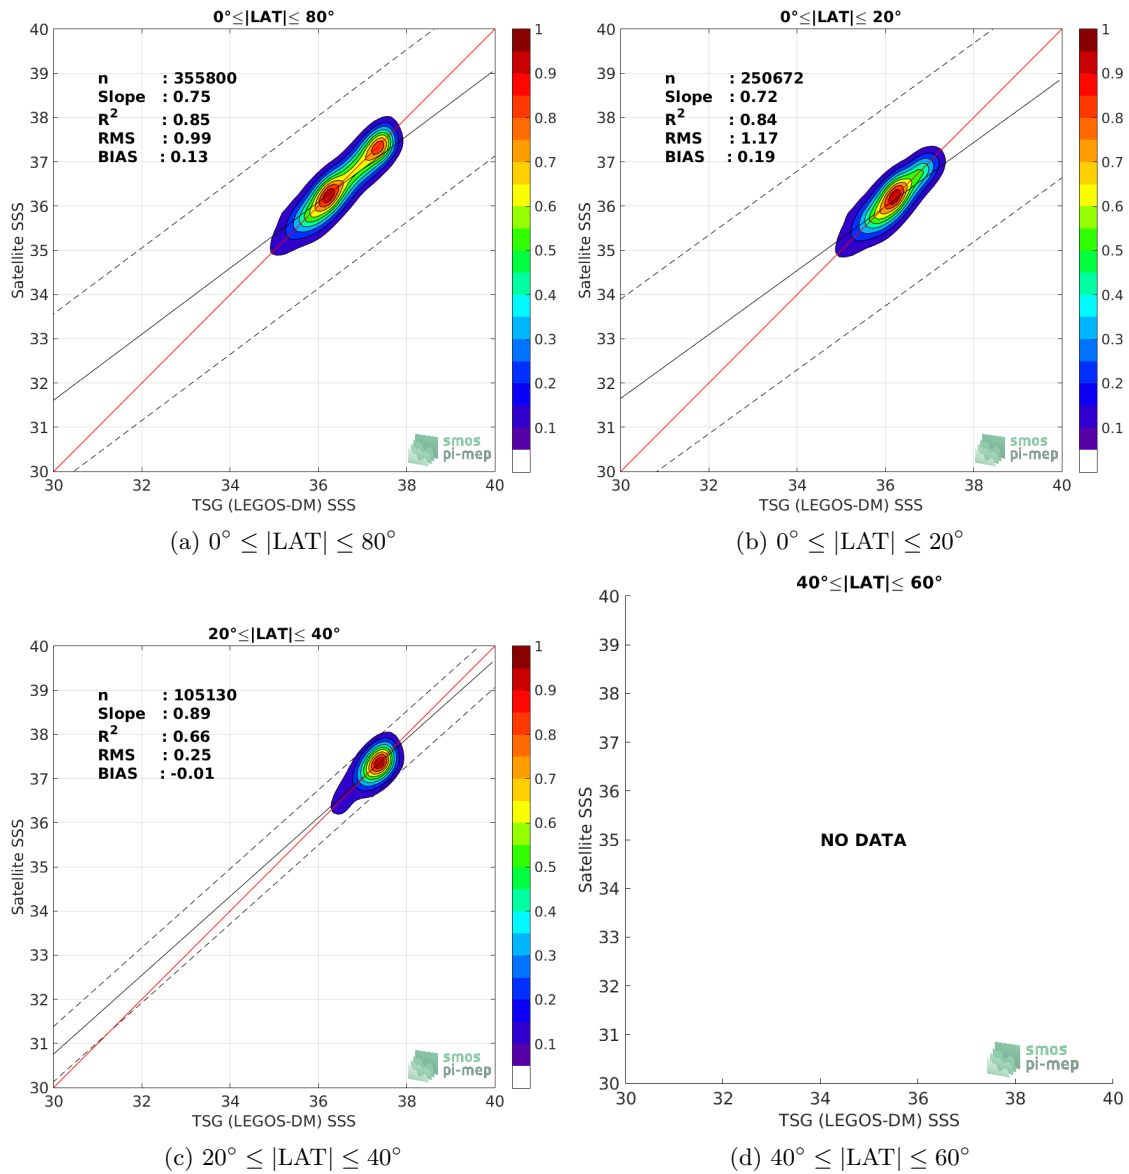 0°≤|LAT|≤ 80°
40
39
38
37
36
35
34
33
32
31
30
Satellite SSS
n : 355800
Slope : 0.75
R2 : 0.85
RMS : 0.99
BIAS : 0.13
smos
pi-mep
30 32 34 36 38 40
TSG (LEGOS-DM) SSS
1
0.9
0.8
0.7
0.6
0.5
0.4
0.3
0.2
0.1
(a) 0° ≤ |LAT| ≤ 80°
0°≤|LAT|≤ 20°
40
39
38
37
36
35
34
33
32
31
30
Satellite SSS
n : 250672
Slope : 0.72
R2 : 0.84
RMS : 1.17
BIAS : 0.19
smos
pi-mep
30 32 34 36 38 40
TSG (LEGOS-DM) SSS
1
0.9
0.8
0.7
0.6
0.5
0.4
0.3
0.2
0.1
(b) 0° ≤ |LAT| ≤ 20°
20°≤|LAT|≤ 40°
40
39
38
37
36
35
34
33
32
31
30
Satellite SSS
n : 105130
Slope : 0.89
R2 : 0.66
RMS : 0.25
BIAS : -0.01
smos
pi-mep
30 32 34 36 38 40
TSG (LEGOS-DM) SSS
1
0.9
0.8
0.7
0.6
0.5
0.4
0.3
0.2
0.1
(c) 20° ≤ |LAT| ≤ 40°
40°≤|LAT|≤ 60°
40
39
38
37
36
35
34
33
32
31
30
Satellite SSS
NO DATA
smos
pi-mep
30 32 34 36 38 40
TSG (LEGOS-DM) SSS
(d) 40° ≤ |LAT| ≤ 60°